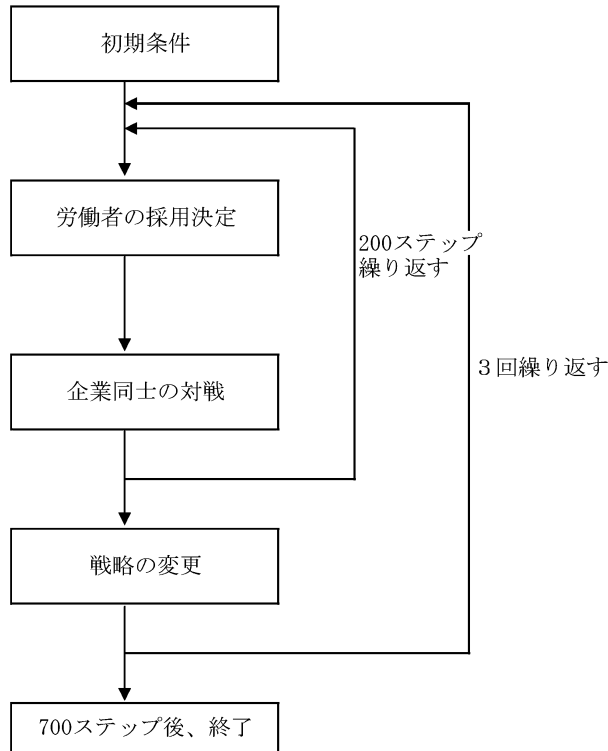 初期条件
労働者の採用決定
200ステップ
繰り返す
企業同士の対戦
３回繰り返す
戦略の変更
700ステップ後、終了